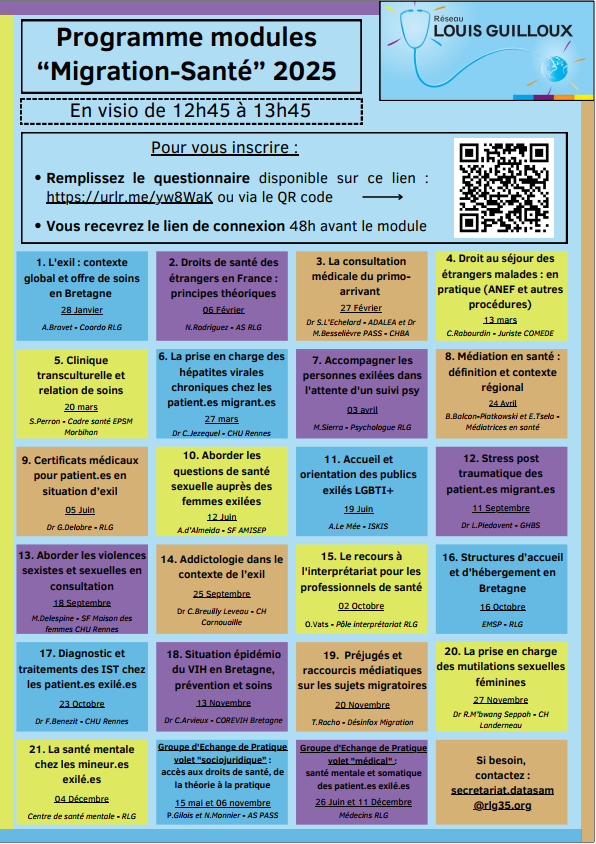 Réseau
LOUIS GUILLOUX
Programme modules
“Migration-Santé” 2025
En visio de 12h45 à 13h45
Pour vous inscrire :
• Remplissez le questionnaire disponible sur ce lien :
https://urlr.me/yw8WaK ou via le QR code
• Vous recevrez le lien de connexion 48h avant le module
1. L'exil : contexte
global et offre de soins
en Bretagne
28 Janvier
A.Bravet - Coordo RLG
2. Droits de santé des
étrangers en France :
principes théoriques
06 Février
N.Rodriguez - AS RLG
3. La consultation
médicale du primo-
arrivant
27 Février
Dr S.L'Echelard - ADALEA et Dr
M.Besselièvre PASS - CHBA
4. Droit au séjour des
étrangers malades : en
pratique (ANEF et autres
procédures)
13 mars
C.Rabourdin - Juriste COMEDE
5. Clinique
transculturelle et
relation de soins
20 mars
S.Perron - Cadre santé EPSM
Morbihan
6. La prise en charge des
hépatites virales
chroniques chez les
patient.es migrant.es
27 mars
Dr C.Jezequel - CHU Rennes
7. Accompagner les
personnes exilées dans
l'attente d'un suivi psy
03 avril
M.Sierra - Psychologue RLG
8. Médiation en santé :
définition et contexte
régional
24 Avril
B.Balcon-Piatkowski et E.Tsela -
Médiatrices en santé
9. Certificats médicaux
pour patient.es en
situation d’exil
05 Juin
Dr G.Delobre - RLG
10. Aborder les
questions de santé
sexuelle auprès des
femmes exilées
12 Juin
A.d'Almeida - SF AMISEP
11. Accueil et
orientation des publics
exilés LGBTI+
19 Juin
A.Le Mée - ISKIS
12. Stress post
traumatique des
patient.es migrant.es
11 Septembre
Dr L.Piedavent - GHBS
13. Aborder les violences
sexistes et sexuelles en
consultation
18 Septembre
M.Delespine - SF Maison des
femmes CHU Rennes
14. Addictologie dans le
contexte de l'exil
25 Septembre
Dr C.Breuilly Leveau - CH
Cornouaille
15. Le recours à
l'interprétariat pour les
professionnels de santé
02 Octobre
O.Vats - Pôle interprétariat RLG
16. Structures d'accueil
et d'hébergement en
Bretagne
16 Octobre
EMSP - RLG
17. Diagnostic et
traitements des IST chez
les patient.es exilé.es
23 Octobre
Dr F.Benezit - CHU Rennes
18. Situation épidémio
du VIH en Bretagne,
prévention et soins
13 Novembre
Dr C.Arvieux - COREVIH Bretagne
19. Préjugés et
raccourcis médiatiques
sur les sujets migratoires
20 Novembre
T.Racho - Désinfox Migration
20. La prise en charge
des mutilations sexuelles
féminines
27 Novembre
Dr R.M'bwang Seppoh - CH
Landerneau
21. La santé mentale
chez les mineur.es
exilé.es
04 Décembre
Centre de santé mentale - RLG
Groupe d'Echange de Pratique
volet "sociojuridique" :
accès aux droits de santé, de
la théorie à la pratique
15 mai et 06 novembre
P.Gilois et N.Monnier - AS PASS
Groupe d'Echange de Pratique
volet "médical" :
santé mentale et somatique
des patient.es exilé.es
26 Juin et 11 Décembre
Médecins RLG
Si besoin,
contacter :
secretariat.datasam
@rlg35.org